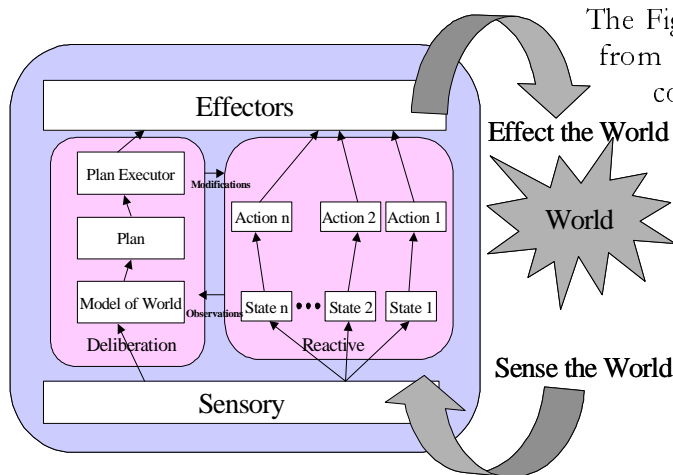 The Fig
from
co
Effectors
Effect the World
Plan Executor
Modifications
Action n
Action 2
Action 1
Plan
World
Model of World
Observations
State n
State 2
State 1
Deliberation
Reactive
Sense the World
Sensory